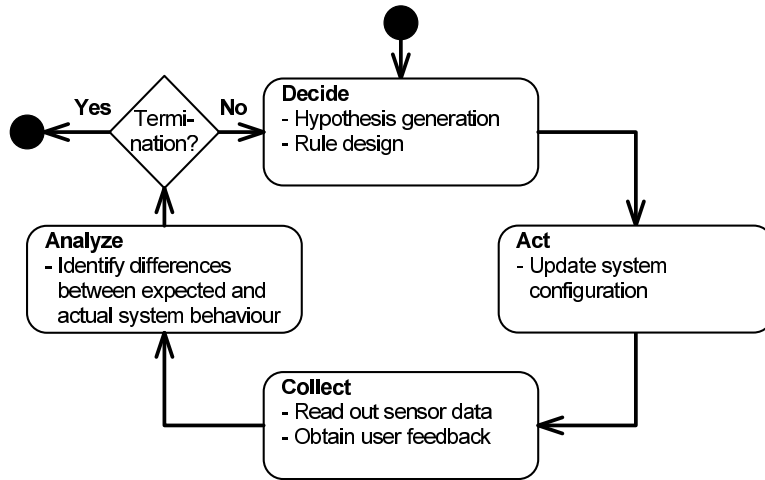 Decide
- Hypothesis generation
- Rule design
Yes
Termi-
nation?
No
Analyze
- Identify differences
between expected and
actual system behaviour
Act
- Update system
configuration
Collect
- Read out sensor data
- Obtain user feedback